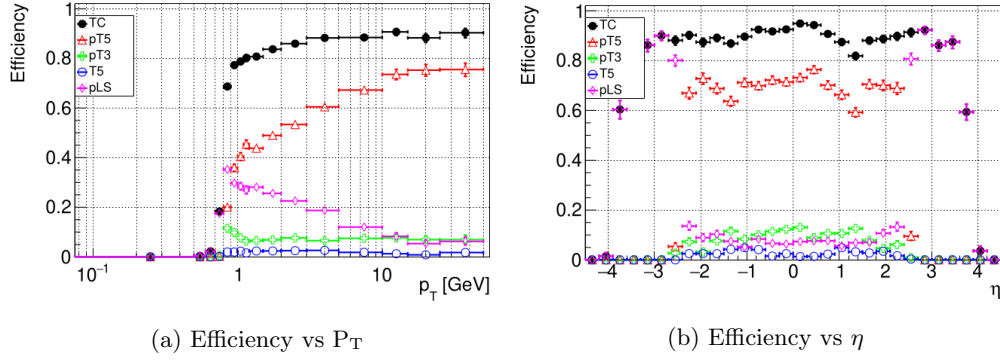 Efficiency
1
0.8
0.6
0.4
0.2
0
TC
pT5
pT3
T5
pLS
10⁻¹ 1 10
p_T [GeV]
(a) Efficiency vs P_T
Efficiency
1
0.8
0.6
0.4
0.2
0
TC
pT5
pT3
T5
pLS
−4 −3 −2 −1 0 1 2 3 4
η
(b) Efficiency vs η